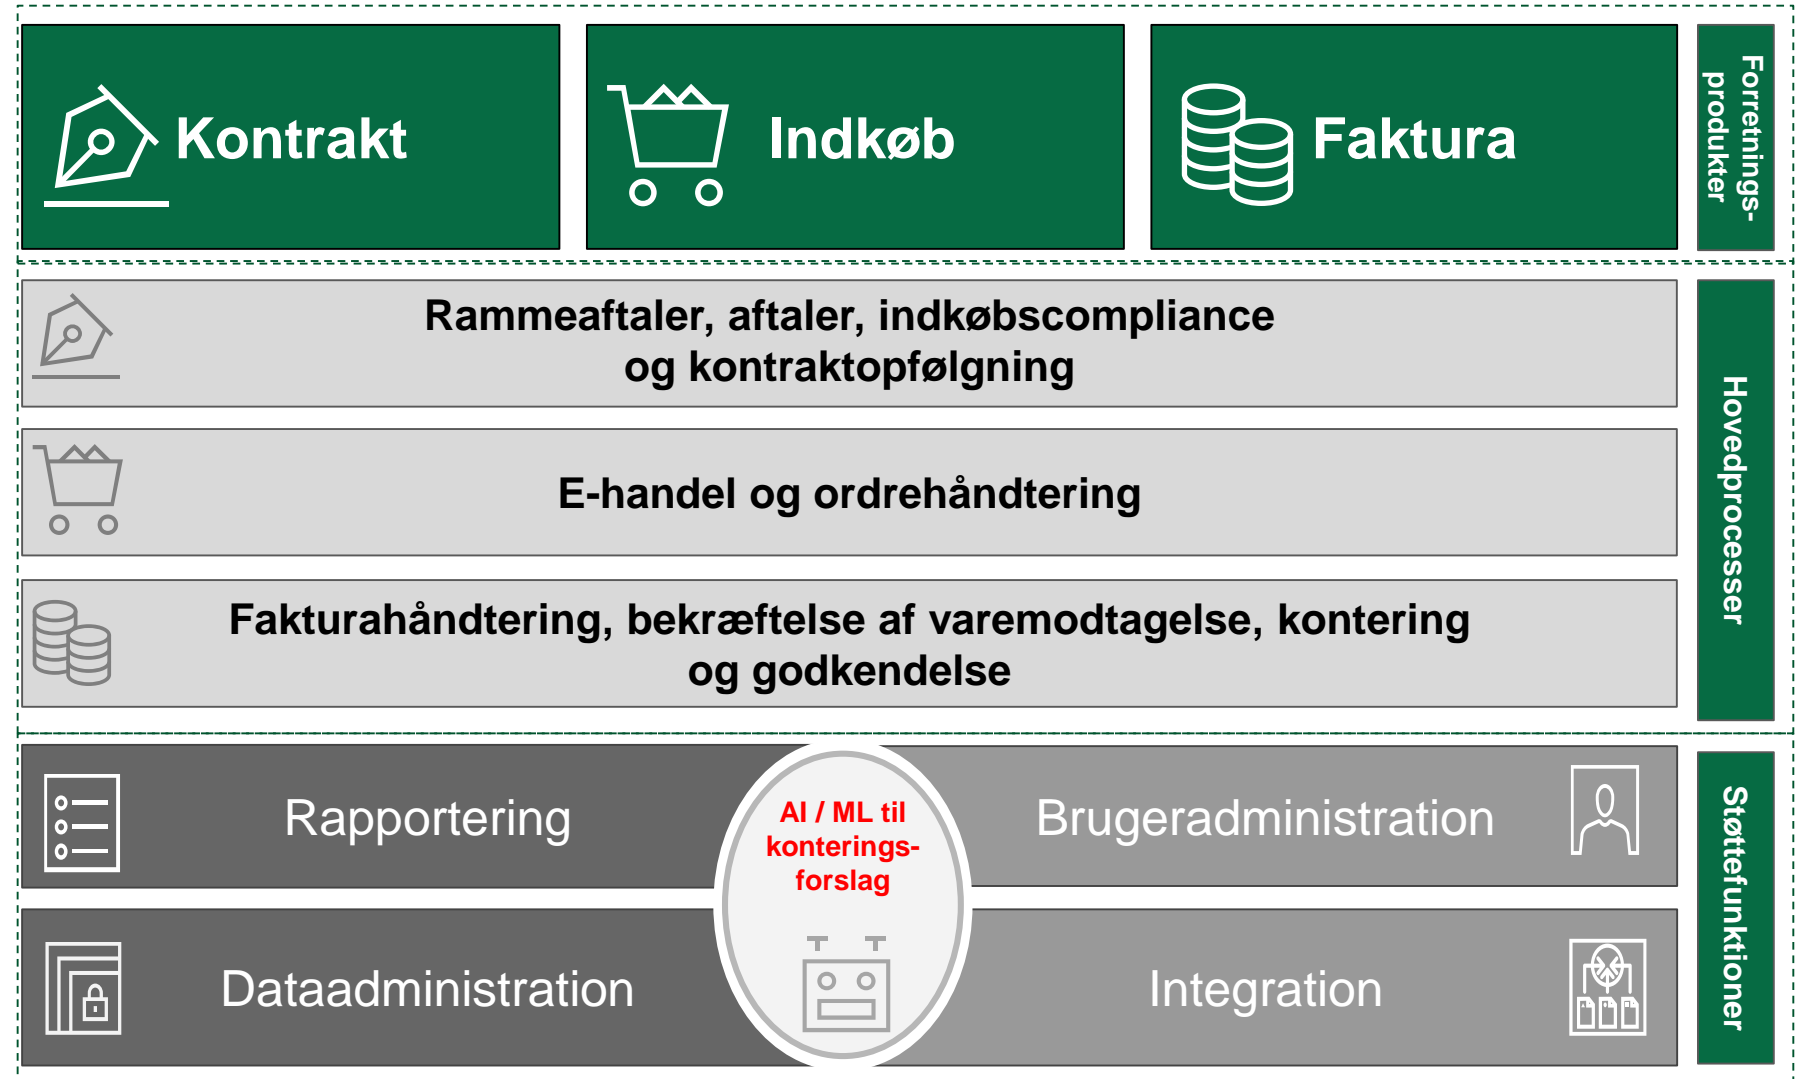 Kontrakt
Indkøb
Faktura
Forretnings-
produkter
Rammeaftaler, aftaler, indkøbscompliance
og kontraktopfølgning
E-handel og ordrehåndtering
Fakturahåndtering, bekræftelse af varemodtagelse, kontering
og godkendelse
Hovedprocesser
Rapportering
AI / ML til
konterings-
forslag
Brugeradministration
Dataadministration
Integration
Støttefunktioner